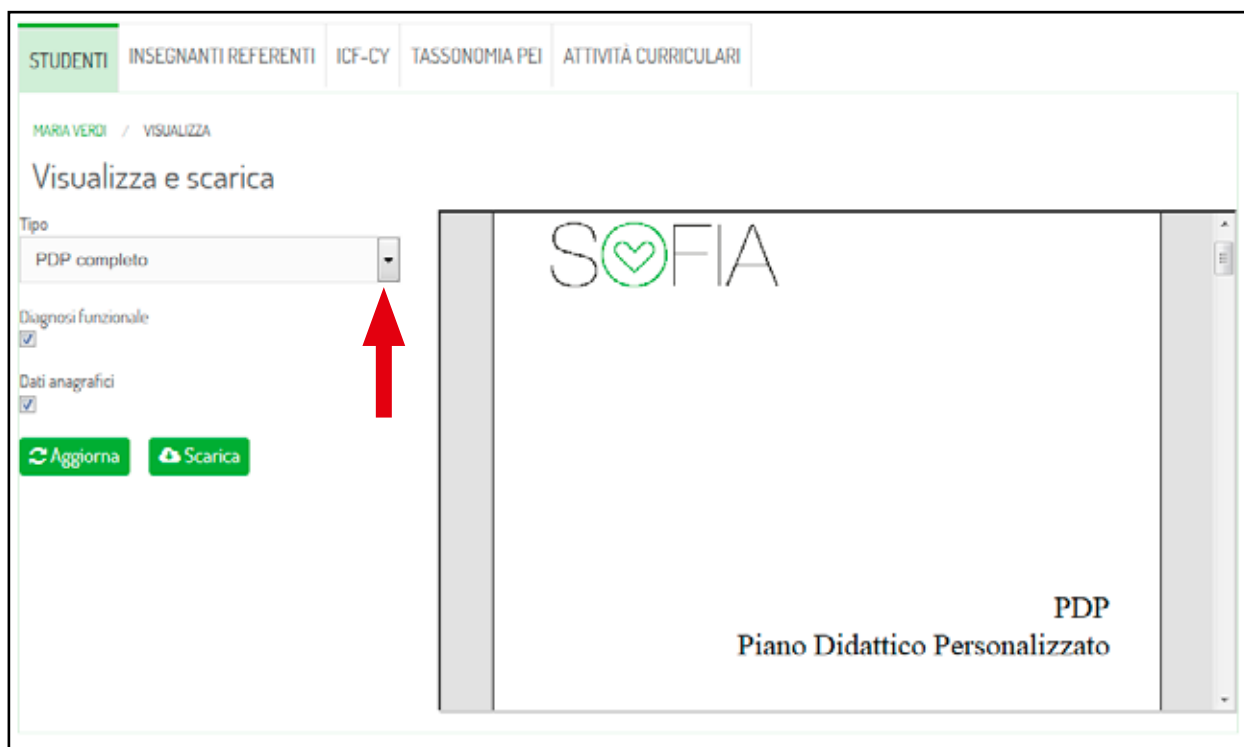 STUDENTI INSEGNANTI REFERENTI ICF-CY TASSONOMIA PEI ATTIVITÀ CURRICULARI
MARIA VERDI / VISUALIZZA
Visualizza e scarica
Tipo
PDP completo
Diagnosi funzionale
Dati anagrafici
Aggiorna Scarica
SOFIA
PDP
Piano Didattico Personalizzato